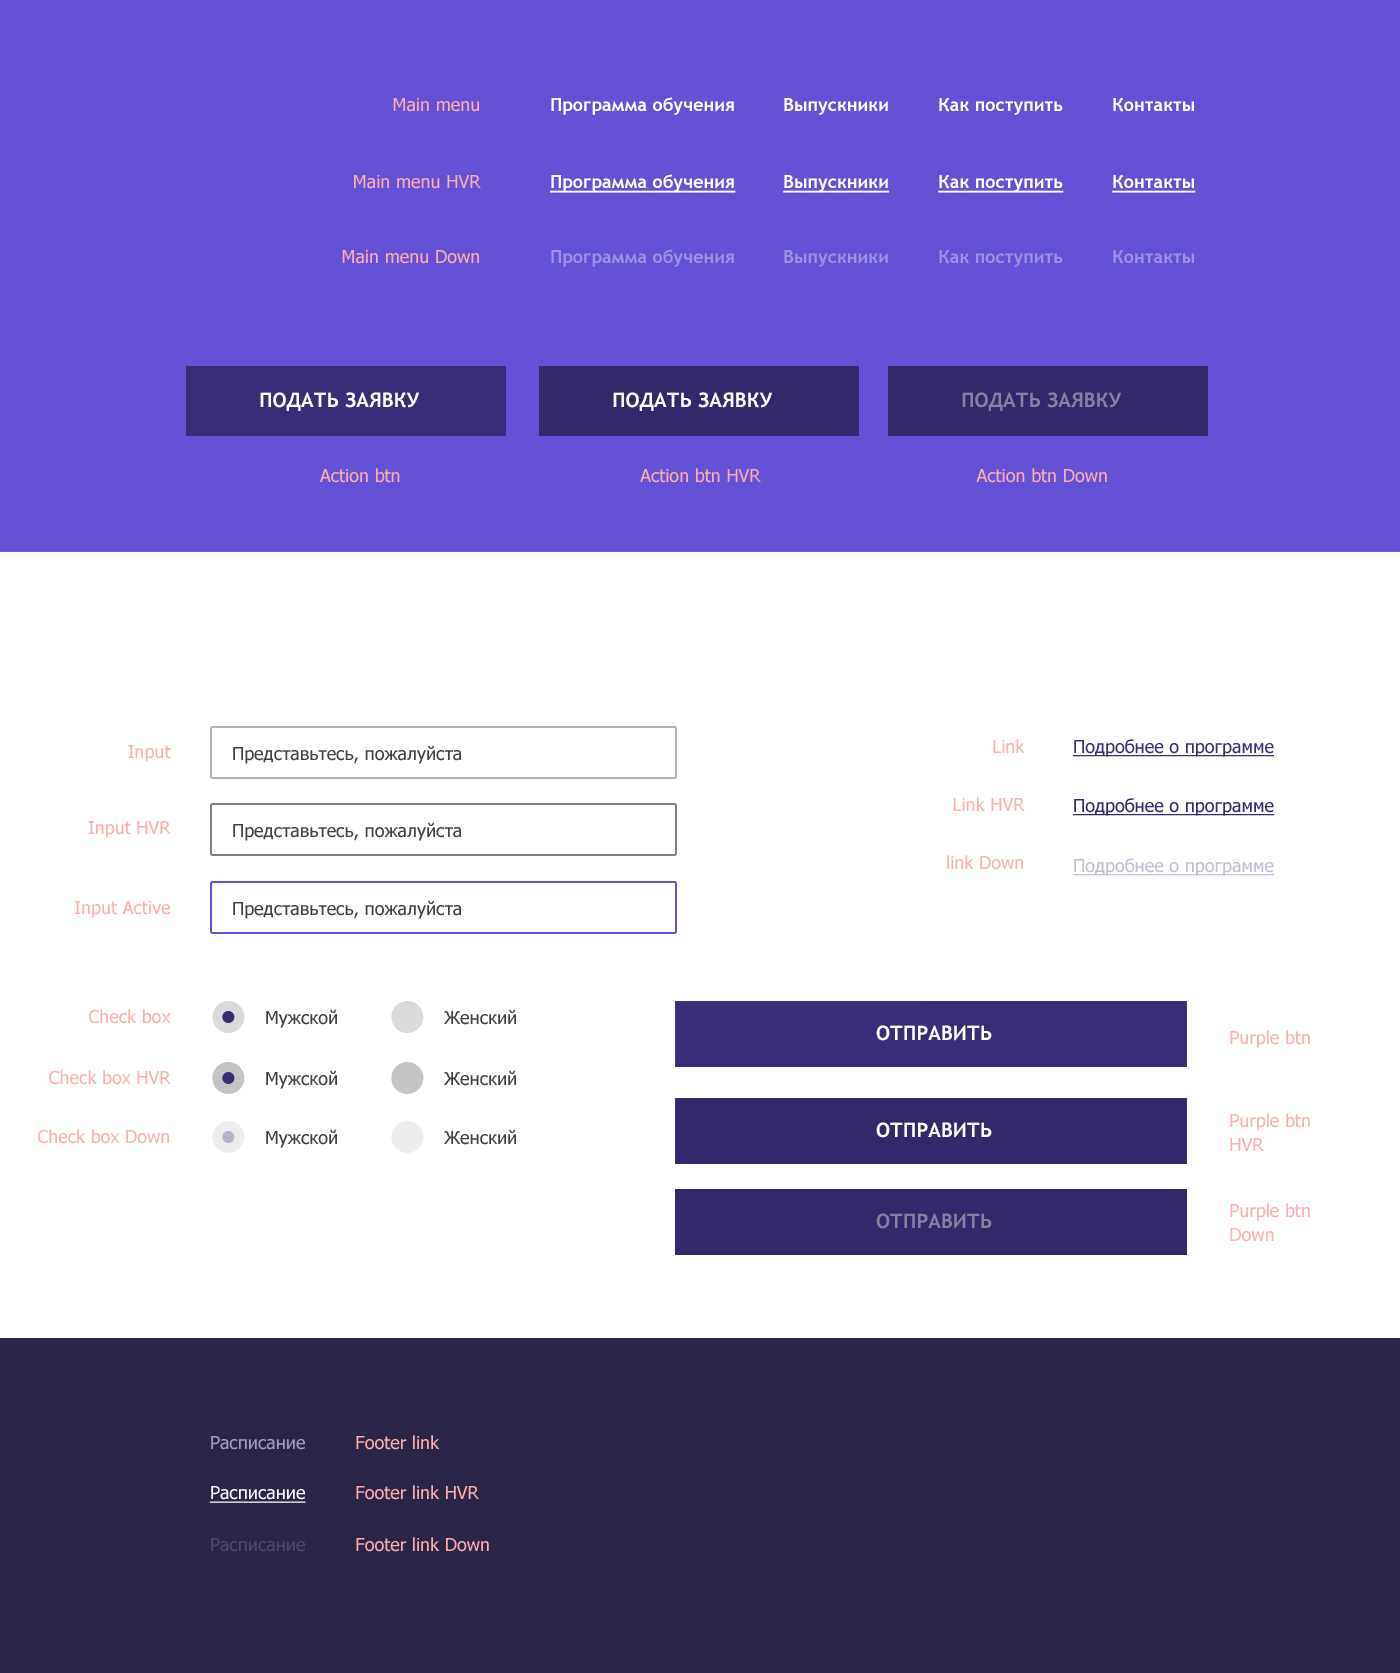 Main menu Программа обучения Выпускники Как поступить Контакты
Main menu HVR Программа обучения Выпускники Как поступить Контакты
Main menu Down Программа обучения Выпускники Как поступить Контакты
ПОДАТЬ ЗАЯВКУ ПОДАТЬ ЗАЯВКУ ПОДАТЬ ЗАЯВКУ
Action btn Action btn HVR Action btn Down
Input Представьтесь, пожалуйста
Input HVR Представьтесь, пожалуйста
Input Active Представьтесь, пожалуйста
Link Подробнее о программе
Link HVR Подробнее о программе
link Down Подробнее о программе
Check box Мужской Женский
Check box HVR Мужской Женский
Check box Down Мужской Женский
ОТПРАВИТЬ Purple btn
ОТПРАВИТЬ Purple btn
HVR
ОТПРАВИТЬ Purple btn
Down
Расписание Footer link
Расписание Footer link HVR
Расписание Footer link Down